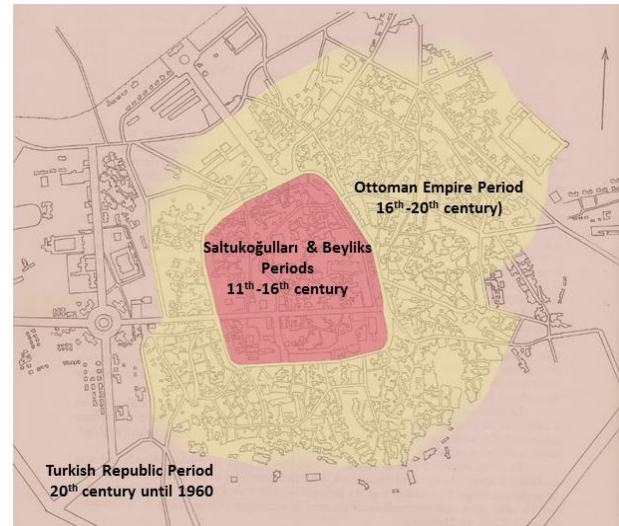 Ottoman Empire Period
16th-20th century)
Saltukoğulları & Beyliks
Periods
11th-16th century
Turkish Republic Period
20th century until 1960